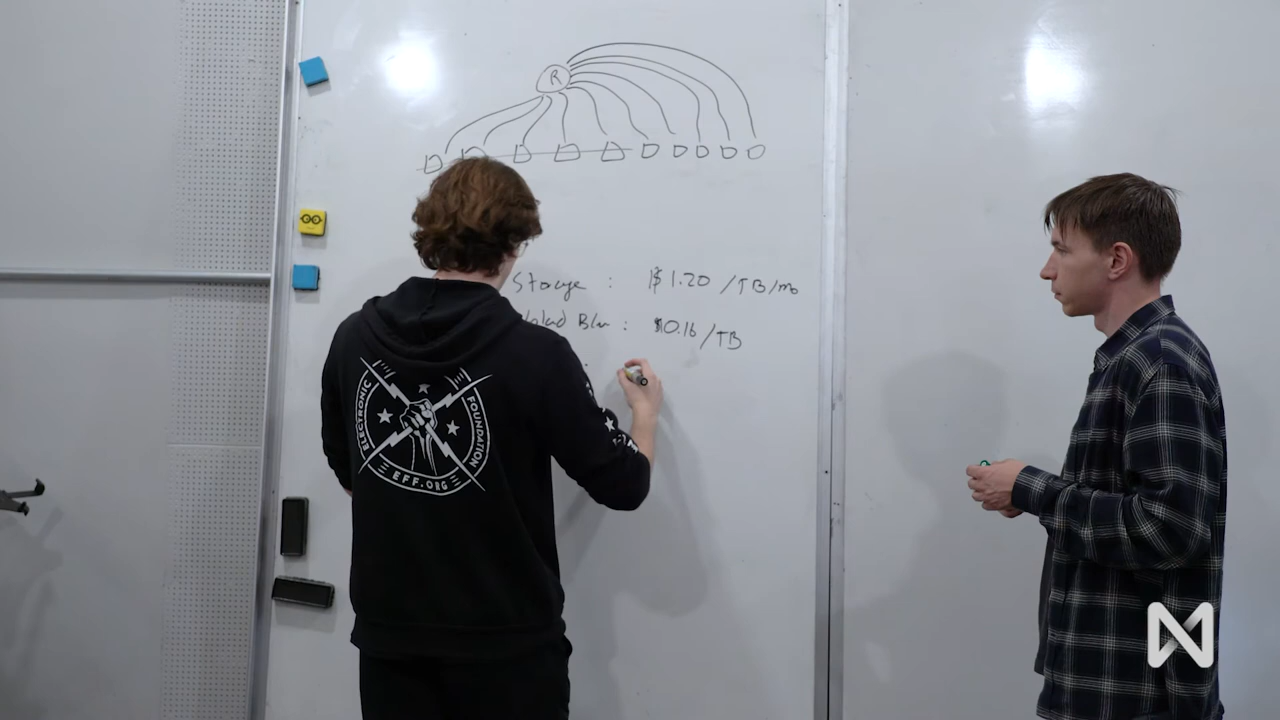 R
Storage : $1.20 /TB/mo
: $0.16/TB
ELECTRONIC
FOUNDATION
EFF.ORG